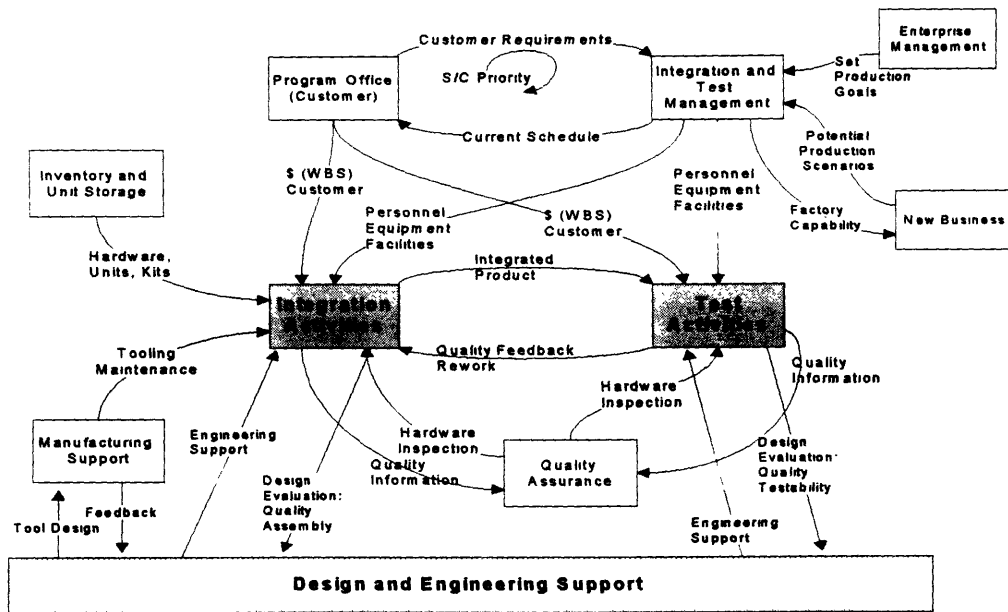 Customer Requirements
Enterprise
Management
Program Office
(Customer)
S/C Priority
Integration and
Test
Management
Set
Production
Goals
Current Schedule
Potential
Production
Scenarios
Inventory and
Unit Storage
$ (WBS)
Customer
Personnel
Equipment
Facilities
$ (WBS)
Customer
Personnel
Equipment
Facilities
Factory
Capability
New Business
Hardware,
Units, Kits
Integrated
Product
Integration
Activities
Test
Activities
Tooling
Maintenance
Quality Feedback
Rework
Quality
Information
Hardware
Inspection
Manufacturing
Support
Engineering
Support
Hardware
Inspection
Quality
Information
Quality
Assurance
Design
Evaluation:
Quality
Testability
Design
Evaluation:
Quality
Assembly
Tool Design
Feedback
Engineering
Support
Design and Engineering Support